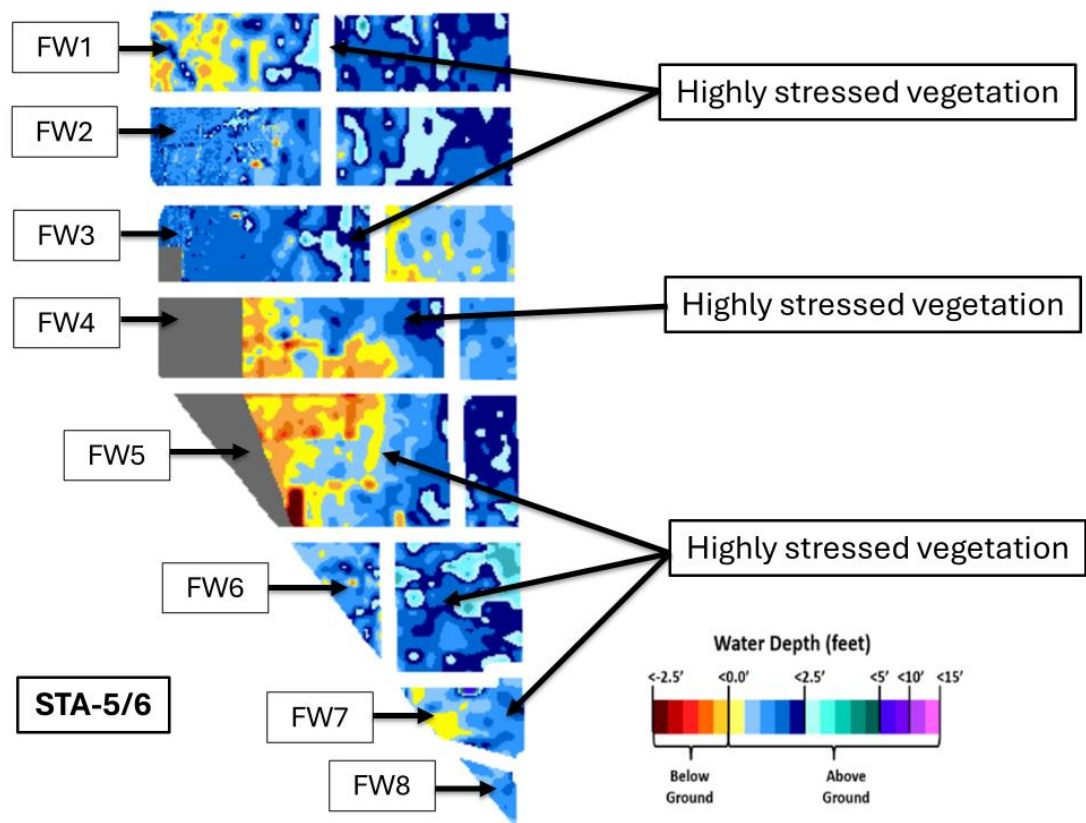 FW1
Highly stressed vegetation
FW2
FW3
Highly stressed vegetation
FW4
FW5
Highly stressed vegetation
FW6
Water Depth (feet)
<-2.5' <0.0' <2.5' <5' <10' <15'
STA-5/6
FW7
Below Ground
Above Ground
FW8